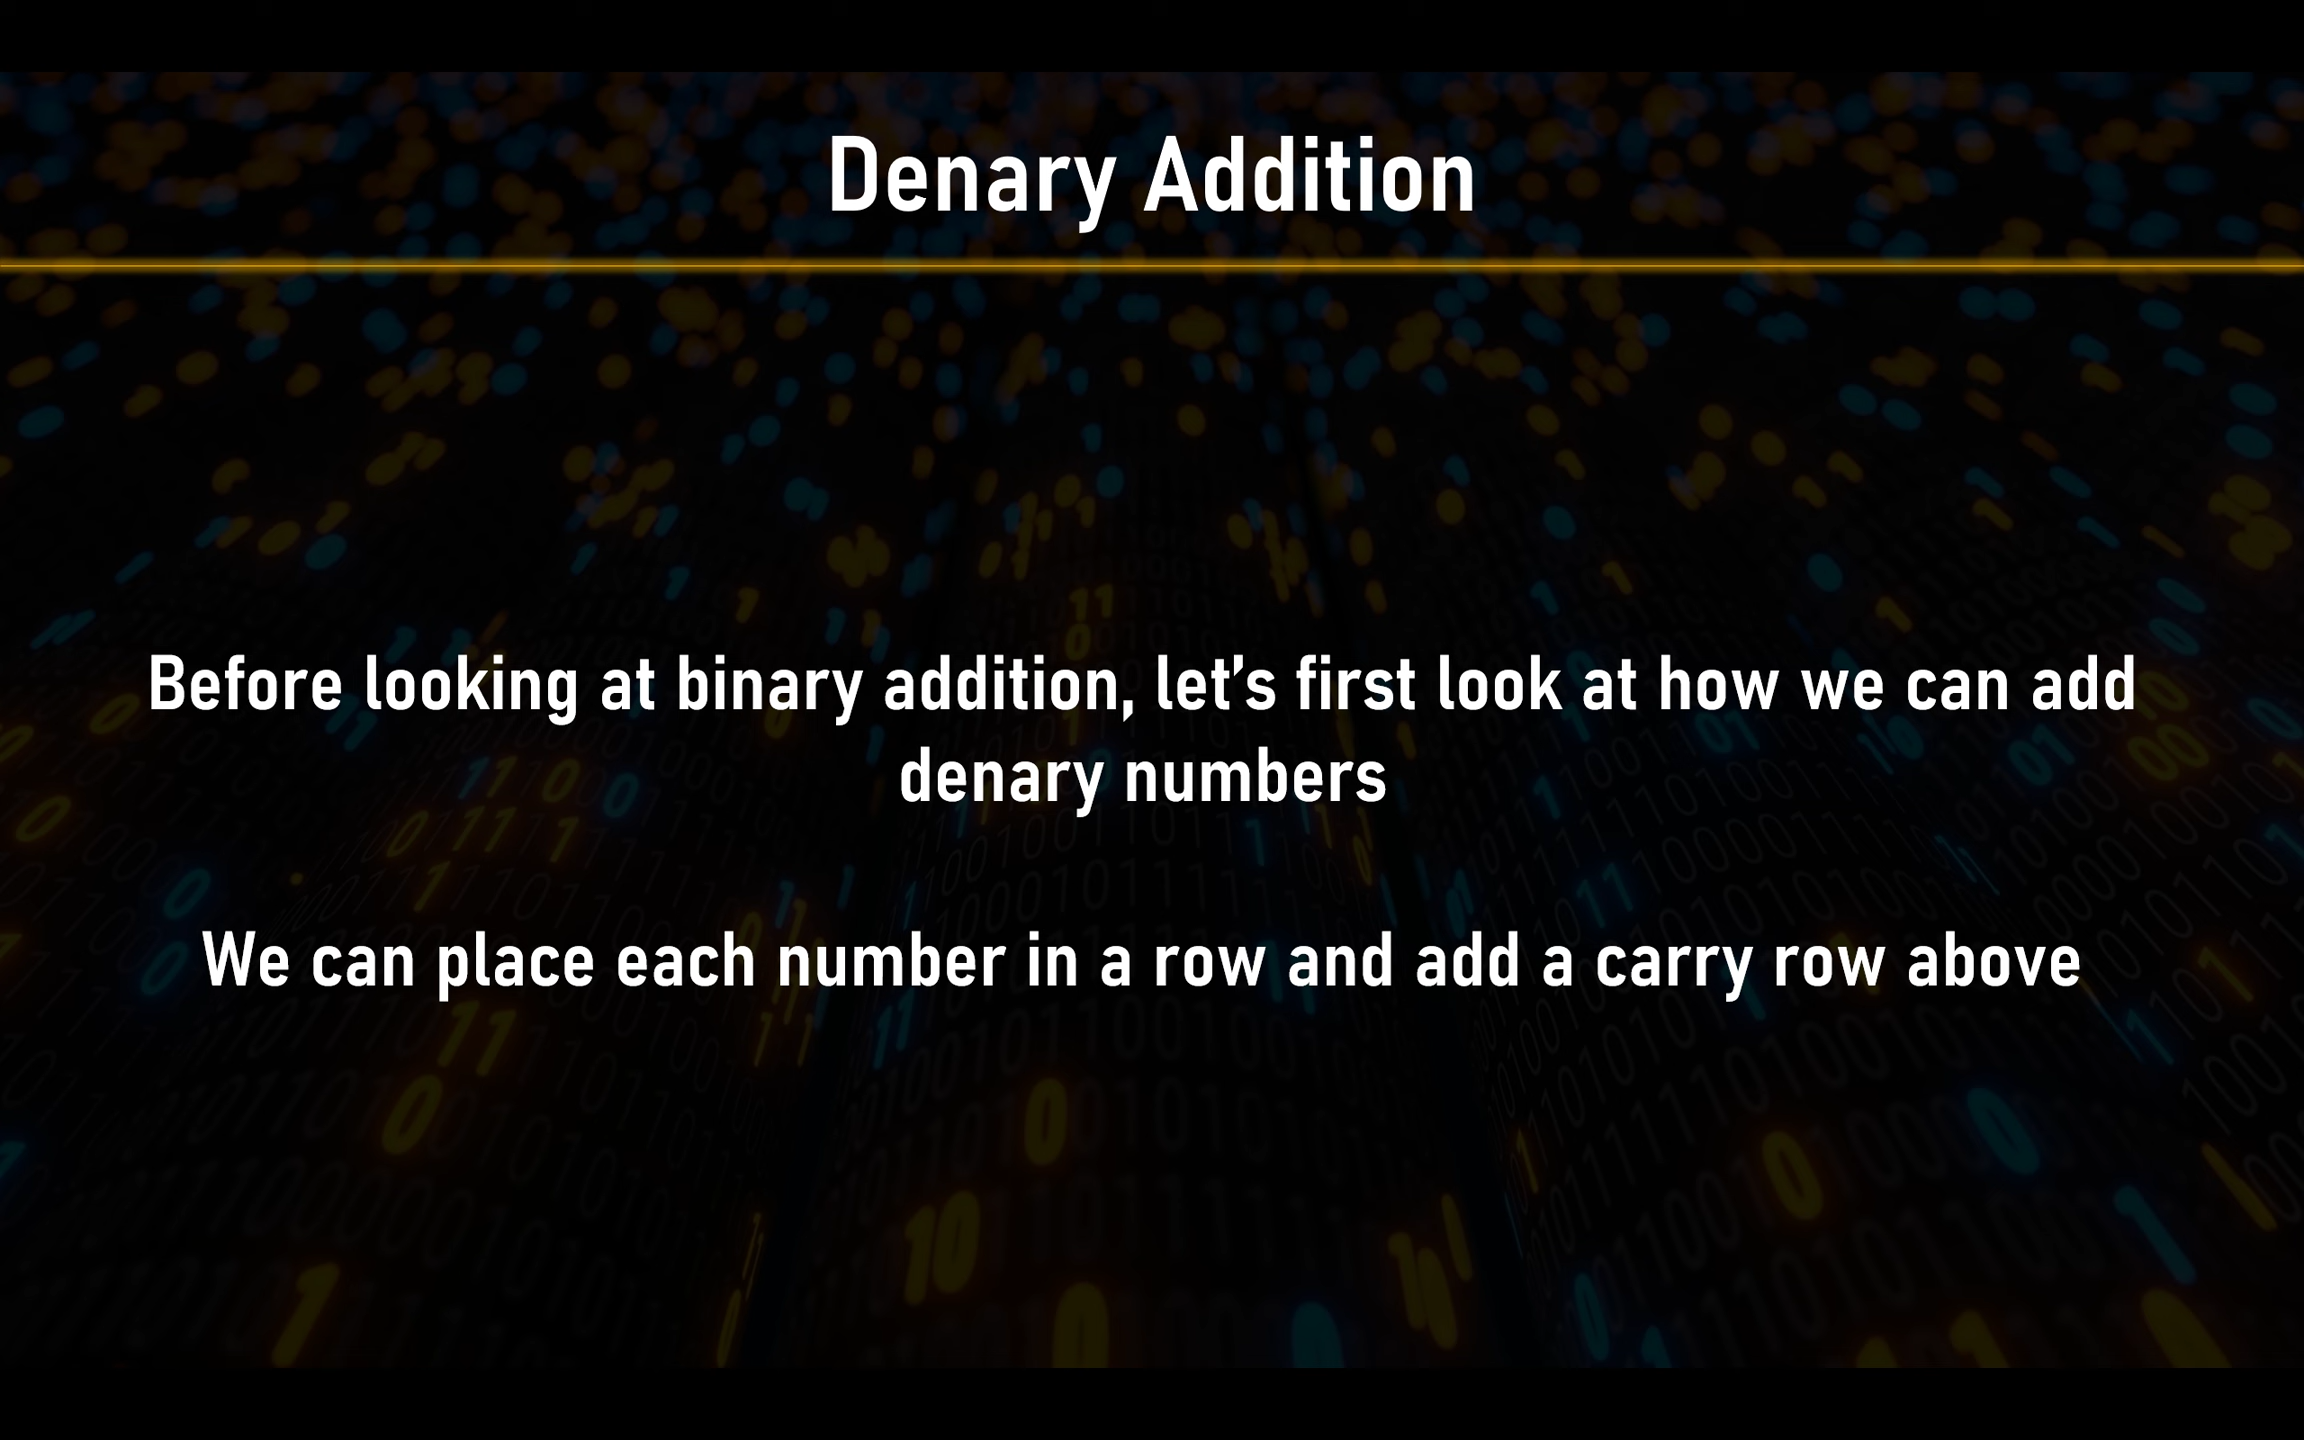 Denary Addition
Before looking at binary addition, let’s first look at how we can add
denary numbers
We can place each number in a row and add a carry row above